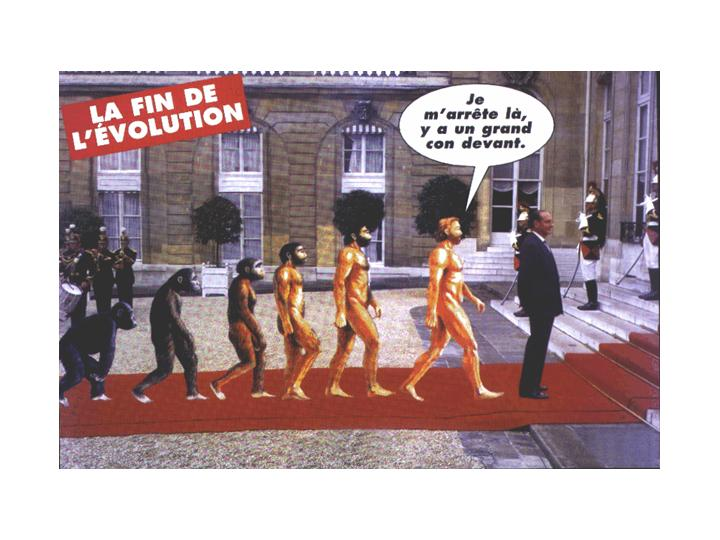 LA FIN DE
L'ÉVOLUTION
Je
m'arrête là,
y a un grand
con devant.